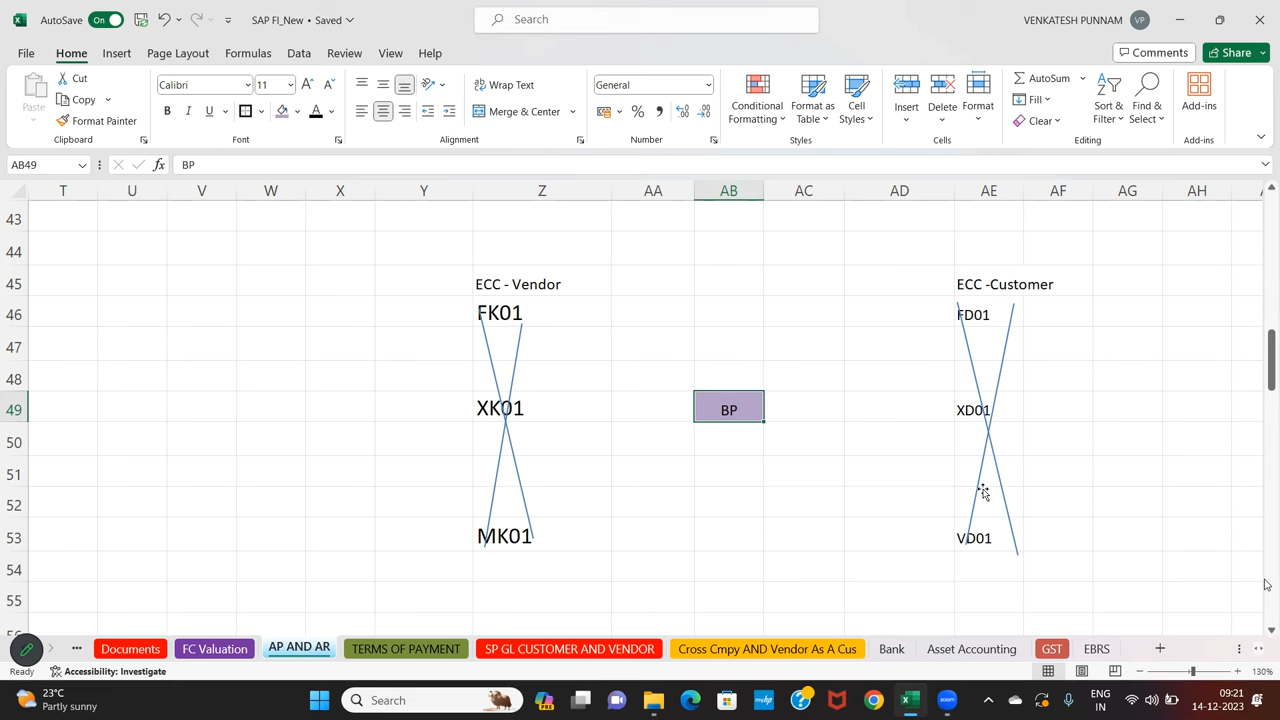 AutoSave On SAP FI_New • Saved Search VENKATESH PUNNAM VP
File Home Insert Page Layout Formulas Data Review View Help Comments Share
Paste Cut Copy Format Painter Clipboard
Calibri 11 B I U Font
Wrap Text Merge & Center Alignment
General % Number
Conditional Formatting Format as Table Cell Styles Styles
Insert Delete Format Cells
AutoSum Fill Clear Sort & Filter Find & Select Editing
Add-ins Add-ins
AB49 fx BP
T U V W X Y Z AA AB AC AD AE AF AG AH
43
44
45 ECC - Vendor ECC -Customer
46 FK01 FD01
47
48
49 XK01 BP XD01
50
51
52
53 MK01 VD01
54
55
Documents FC Valuation AP AND AR TERMS OF PAYMENT SP GL CUSTOMER AND VENDOR Cross Cmpy AND Vendor As A Cus Bank Asset Accounting GST EBRS
Ready Accessibility: Investigate 130%
23°C Partly sunny Search ENG IN 09:21 14-12-2023